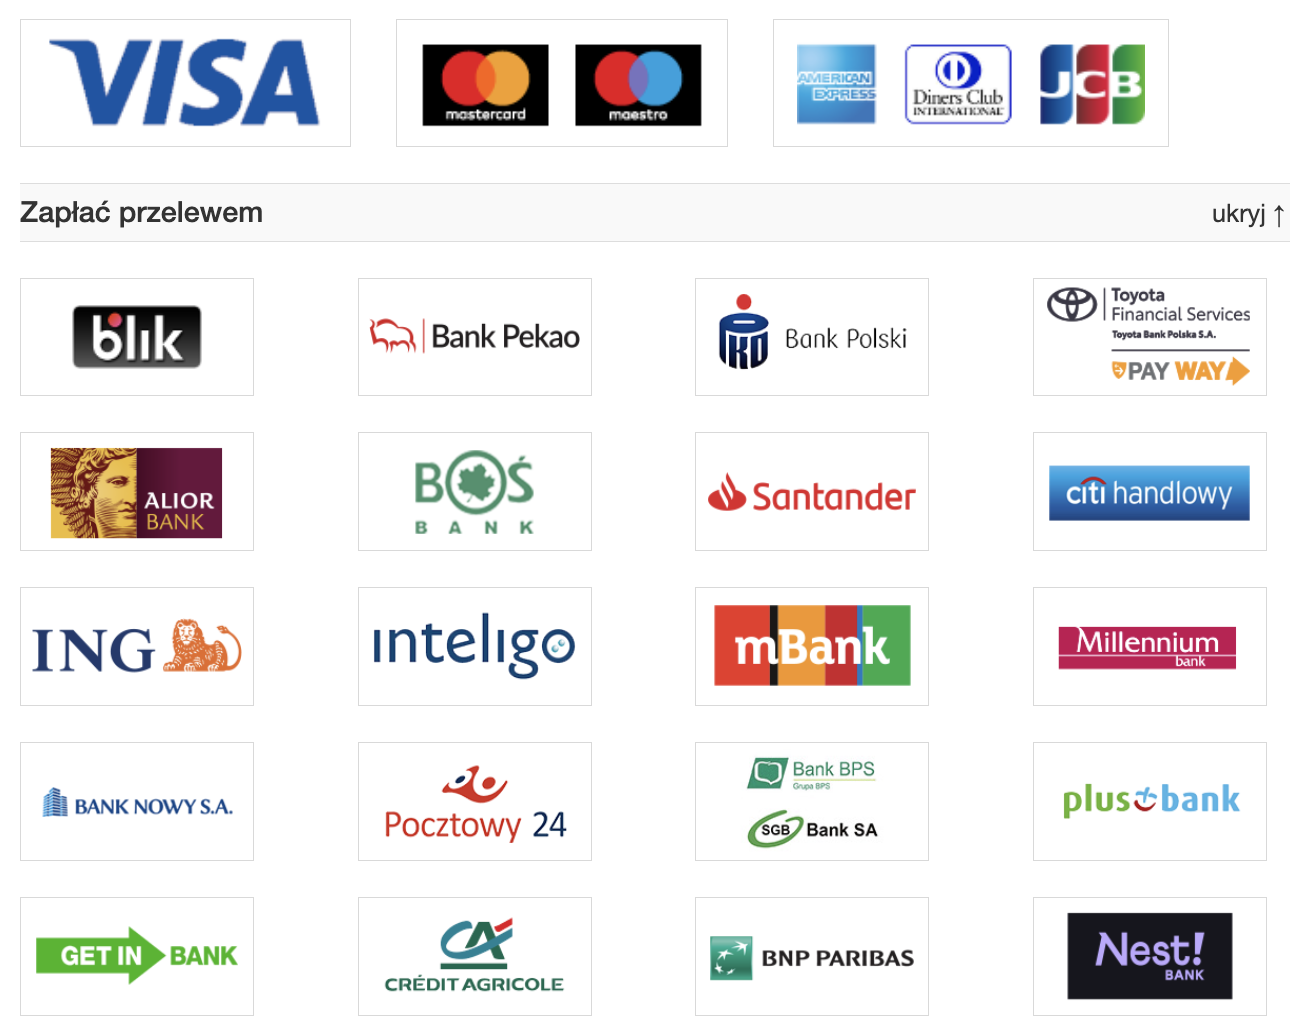 VISA
mastercard
maestro
AMERICAN
EXPRESS
Diners Club
INTERNATIONAL
JCB
Zapłać przelewem
ukryj ↑
blik
Bank Pekao
PKO
Bank Polski
Toyota
Financial Services
Toyota Bank Polska S.A.
PAY WAY
ALIOR
BANK
BOŚ
BANK
Santander
citi handlowy
ING
inteligo
mBank
Millennium
bank
BANK NOWY S.A.
Pocztowy 24
Bank BPS
Grupa BPS
SGB
Bank SA
plus bank
GET IN BANK
CA
CRÉDIT AGRICOLE
BNP PARIBAS
Nest!
BANK